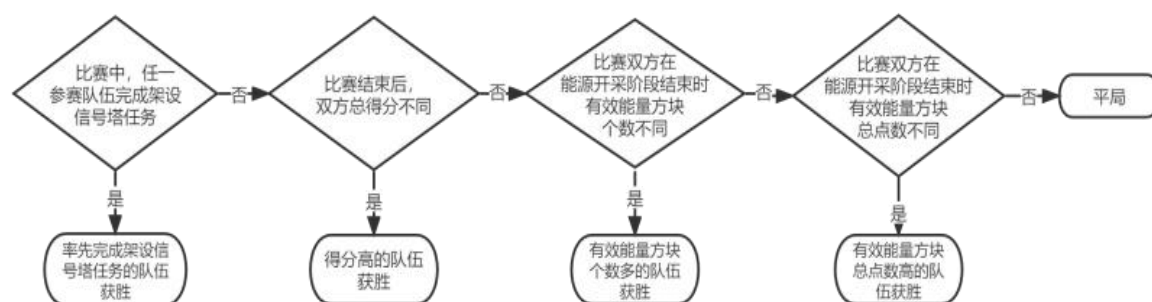 比赛中，任一
参赛队伍完成架设
信号塔任务
否
比赛结束后，
双方总得分不同
否
比赛双方在
能源开采阶段结束时
有效能量方块
个数不同
否
比赛双方在
能源开采阶段结束时
有效能量方块
总点数不同
否
平局
是
是
是
是
率先完成架设信
号塔任务的队伍
获胜
得分高的队伍
获胜
有效能量方块
个数多的队伍
获胜
有效能量方块
总点数高的队
伍获胜